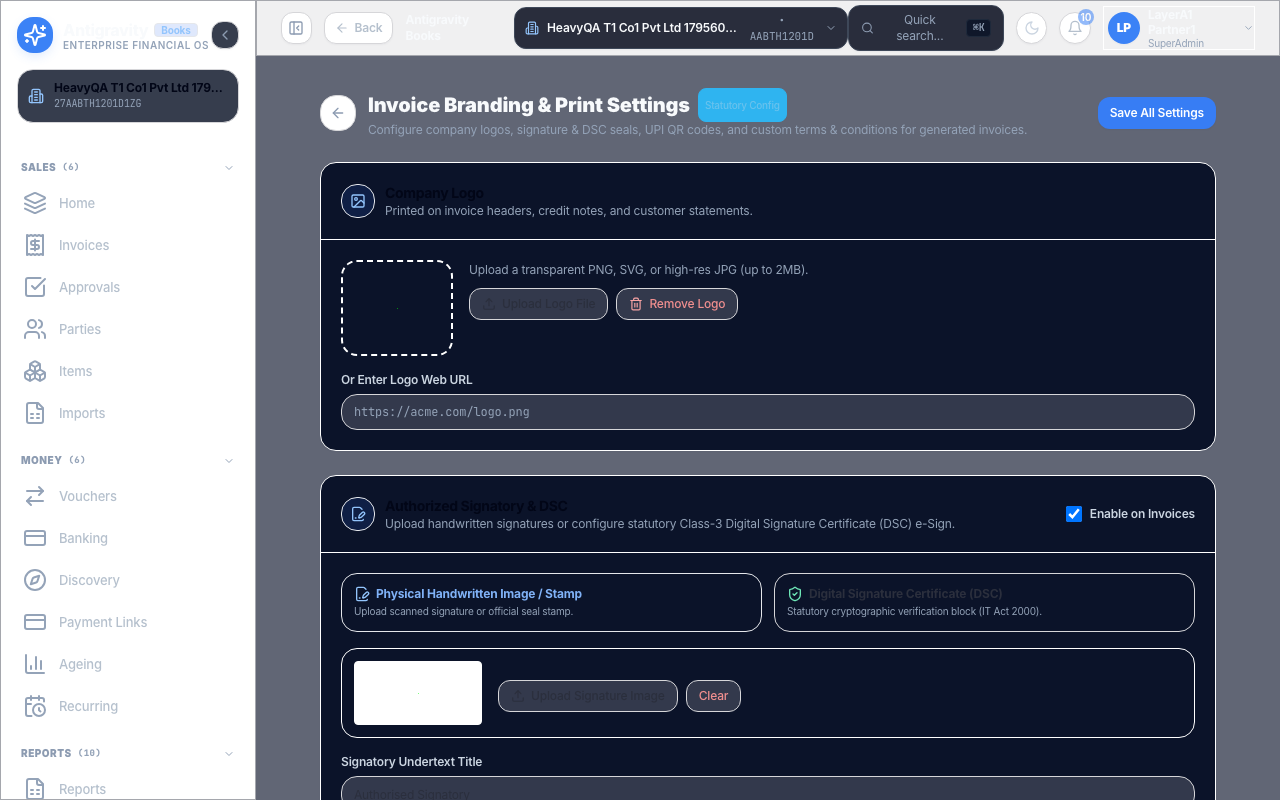 Antigravity Books
ENTERPRISE FINANCIAL OS
HeavyQA T1 Co1 Pvt Ltd 179...
27AABTH1201D1ZG
SALES (6)
Home
Invoices
Approvals
Parties
Items
Imports
MONEY (6)
Vouchers
Banking
Discovery
Payment Links
Ageing
Recurring
REPORTS (10)
Reports
Back
Antigravity
Books
HeavyQA T1 Co1 Pvt Ltd 179560...
•
AABTH1201D
Quick
search...
⌘K
10
LP
LayerA1
Partner1
SuperAdmin
Invoice Branding & Print Settings
Statutory Config
Configure company logos, signature & DSC seals, UPI QR codes, and custom terms & conditions for generated invoices.
Save All Settings
Company Logo
Printed on invoice headers, credit notes, and customer statements.
Upload a transparent PNG, SVG, or high-res JPG (up to 2MB).
Upload Logo File
Remove Logo
Or Enter Logo Web URL
https://acme.com/logo.png
Authorized Signatory & DSC
Upload handwritten signatures or configure statutory Class-3 Digital Signature Certificate (DSC) e-Sign.
Enable on Invoices
Physical Handwritten Image / Stamp
Upload scanned signature or official seal stamp.
Digital Signature Certificate (DSC)
Statutory cryptographic verification block (IT Act 2000).
Upload Signature Image
Clear
Signatory Undertext Title
Authorised Signatory